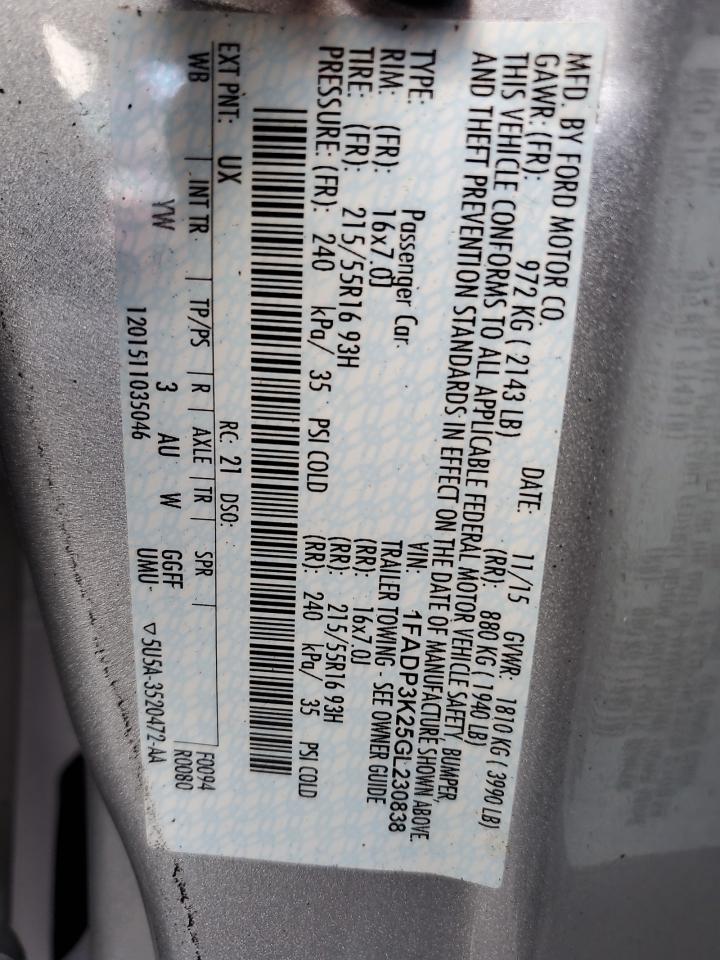 MFD. BY FORD MOTOR CO.
DATE: 11/15 GVWR: 1810 KG ( 3990 LB)
GAWR: (FR): 972 KG ( 2143 LB) (RR): 880 KG ( 1940 LB)
THIS VEHICLE CONFORMS TO ALL APPLICABLE FEDERAL MOTOR VEHICLE SAFETY, BUMPER,
AND THEFT PREVENTION STANDARDS IN EFFECT ON THE DATE OF MANUFACTURE SHOWN ABOVE.
VIN: 1FADP3K25GL230838
TYPE: Passenger Car. TRAILER TOWING - SEE OWNER GUIDE
RIM: (FR): 16x7.0J (RR): 16x7.0J
TIRE: (FR): 215/55R16 93H (RR): 215/55R16 93H
PRESSURE: (FR): 240 kPa/ 35 PSI COLD (RR): 240 kPa/ 35 PSI COLD
EXT PNT: UX RC: 21 DSO: F0094
WB | INT TR | TP/PS | R | AXLE | TR | SPR | R0080
YW 3 AU W GGFF
1201511035046 UMU ▽5U5A-3520472-AA